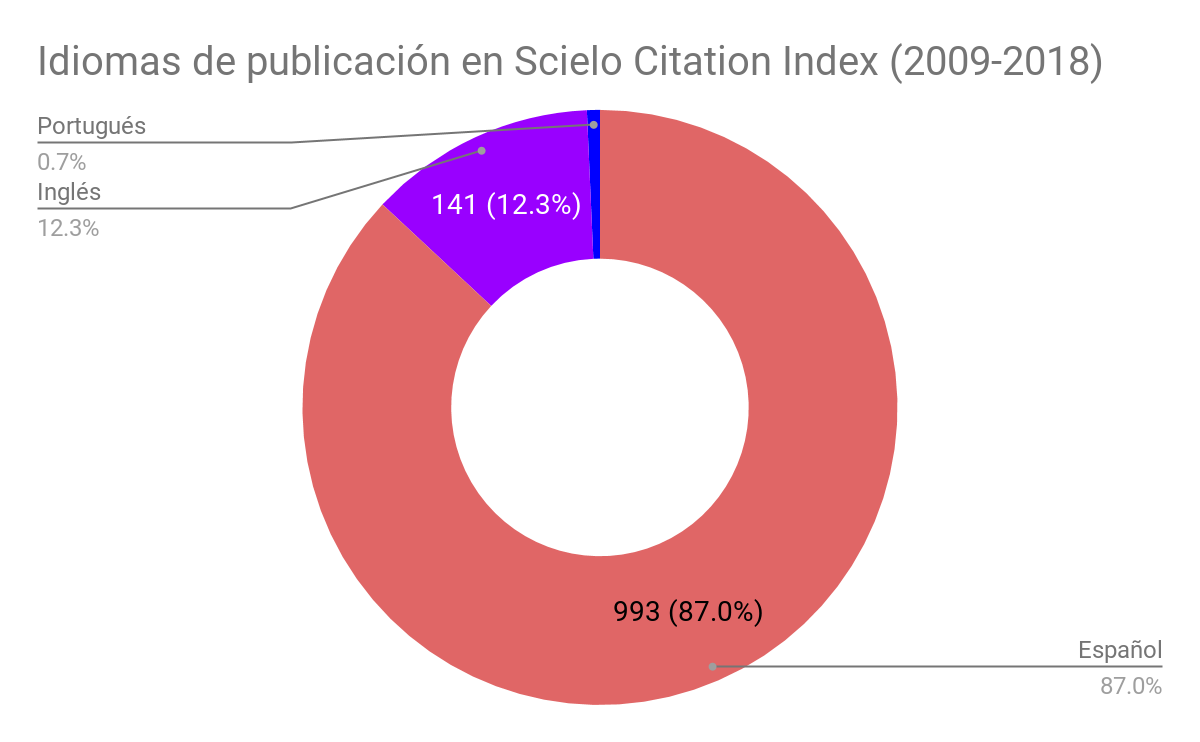 Idiomas de publicación en Scielo Citation Index (2009-2018)
Portugués
0.7%
Inglés
12.3%
141 (12.3%)
993 (87.0%)
Español
87.0%